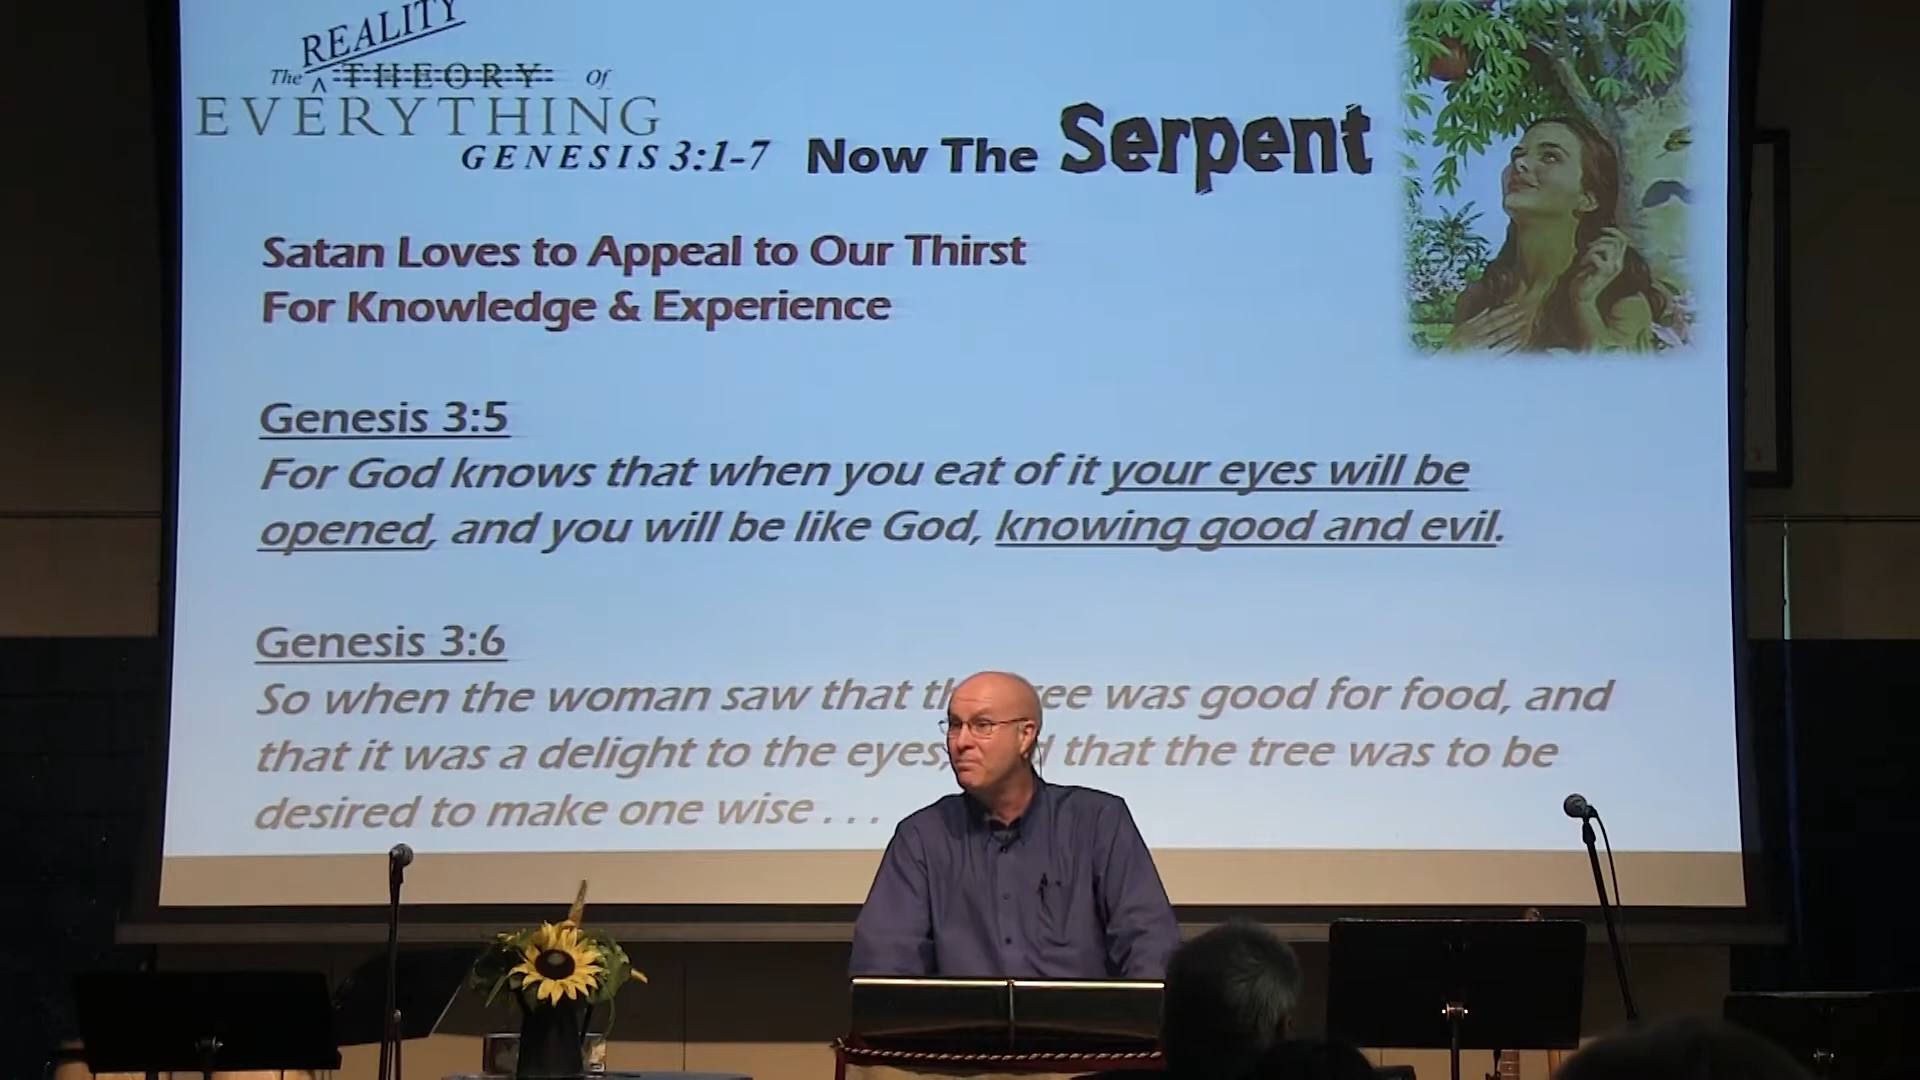 REALITY
The ^ THEORY Of
EVERYTHING
GENESIS 3:1-7 Now The Serpent
Satan Loves to Appeal to Our Thirst
For Knowledge & Experience
Genesis 3:5
For God knows that when you eat of it your eyes will be
opened, and you will be like God, knowing good and evil.
Genesis 3:6
So when the woman saw that th ree was good for food, and
that it was a delight to the eyes, d that the tree was to be
desired to make one wise . . .